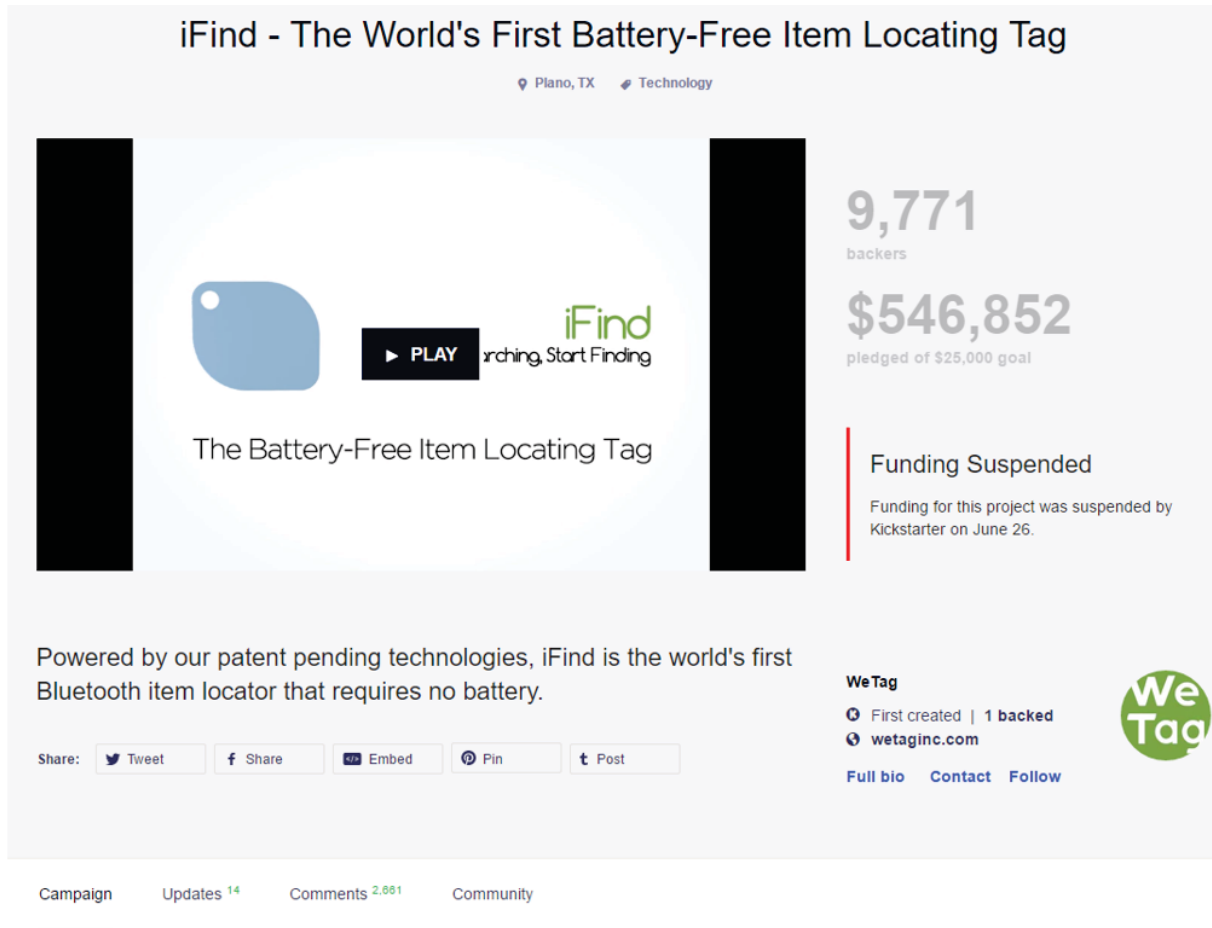 iFind - The World's First Battery-Free Item Locating Tag
Plano, TX Technology
iFind
PLAY
rching, Start Finding
The Battery-Free Item Locating Tag
9,771
backers
$546,852
pledged of $25,000 goal
Funding Suspended
Funding for this project was suspended by
Kickstarter on June 26.
Powered by our patent pending technologies, iFind is the world's first
Bluetooth item locator that requires no battery.
Share: Tweet Share Embed Pin Post
WeTag
First created | 1 backed
wetaginc.com
Full bio Contact Follow
We
Tag
Campaign Updates 14 Comments 2,661 Community